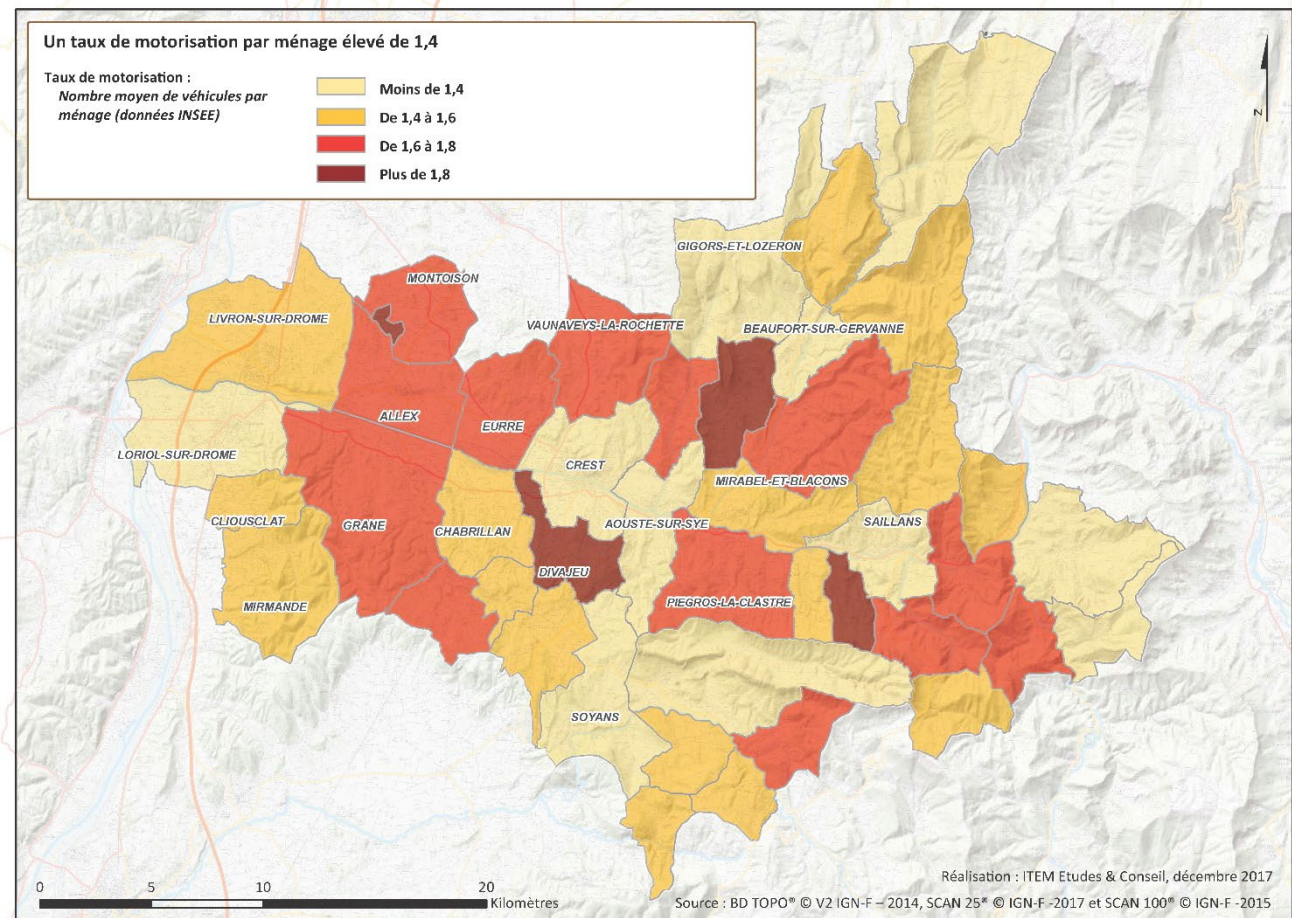 Un taux de motorisation par ménage élevé de 1,4
Taux de motorisation :
Nombre moyen de véhicules par
ménage (données INSEE)
Moins de 1,4
De 1,4 à 1,6
De 1,6 à 1,8
Plus de 1,8
N
GIGORS-ET-LOZERON
MONTOISON
LIVRON-SUR-DROME
VAUNAVEYS-LA-ROCHETTE
BEAUFORT-SUR-GERVANNE
ALLEX
EURRE
LORIOL-SUR-DROME
CREST
MIRABEL-ET-BLACONS
CLIOUSCLAT
GRANE
CHABRILLAN
AOUSTE-SUR-SYE
SAILLANS
DIVAJEU
MIRMANDE
PIEGROS-LA-CLASTRE
SOYANS
0 5 10 20
Kilomètres
Réalisation : ITEM Etudes & Conseil, décembre 2017
Source : BD TOPO® © V2 IGN-F – 2014, SCAN 25® © IGN-F -2017 et SCAN 100® © IGN-F -2015